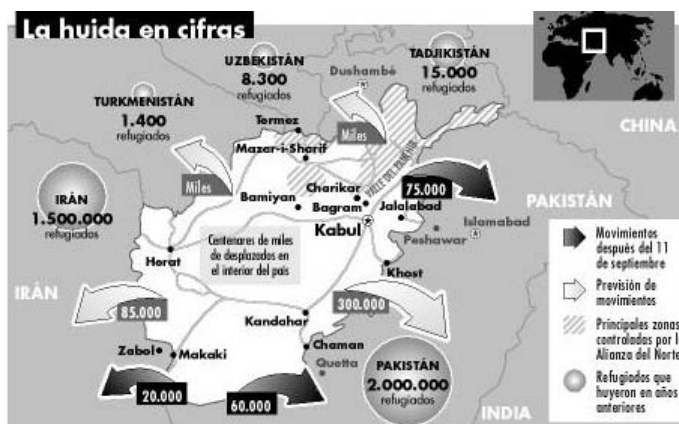 La huida en cifras
UZBEKISTÁN
8.300
refugiados
TADJIKISTÁN
15.000
refugiados
Dushambé
TURKMENISTÁN
1.400
refugiados
Termez
Mazar-i-Sharif
Miles
CHINA
Miles
Bamiyan
Charikar
Bagram
VALLE DEL PANCHIR
75.000
Jalalabad
PAKISTÁN
Kabul
Peshawar
Islamabad
IRÁN
1.500.000
refugiados
Centenares de miles
de desplazados en
el interior del país
Herat
Khost
IRÁN
85.000
300.000
Kandahar
Zabol
Makaki
Chaman
Quetta
PAKISTÁN
2.000.000
refugiados
20.000
60.000
INDIA
Movimientos
después del 11
de septiembre
Previsión de
movimientos
Principales zonas
controladas por l
Alianza del Norte
Refugiados que
huyeron en años
anteriores